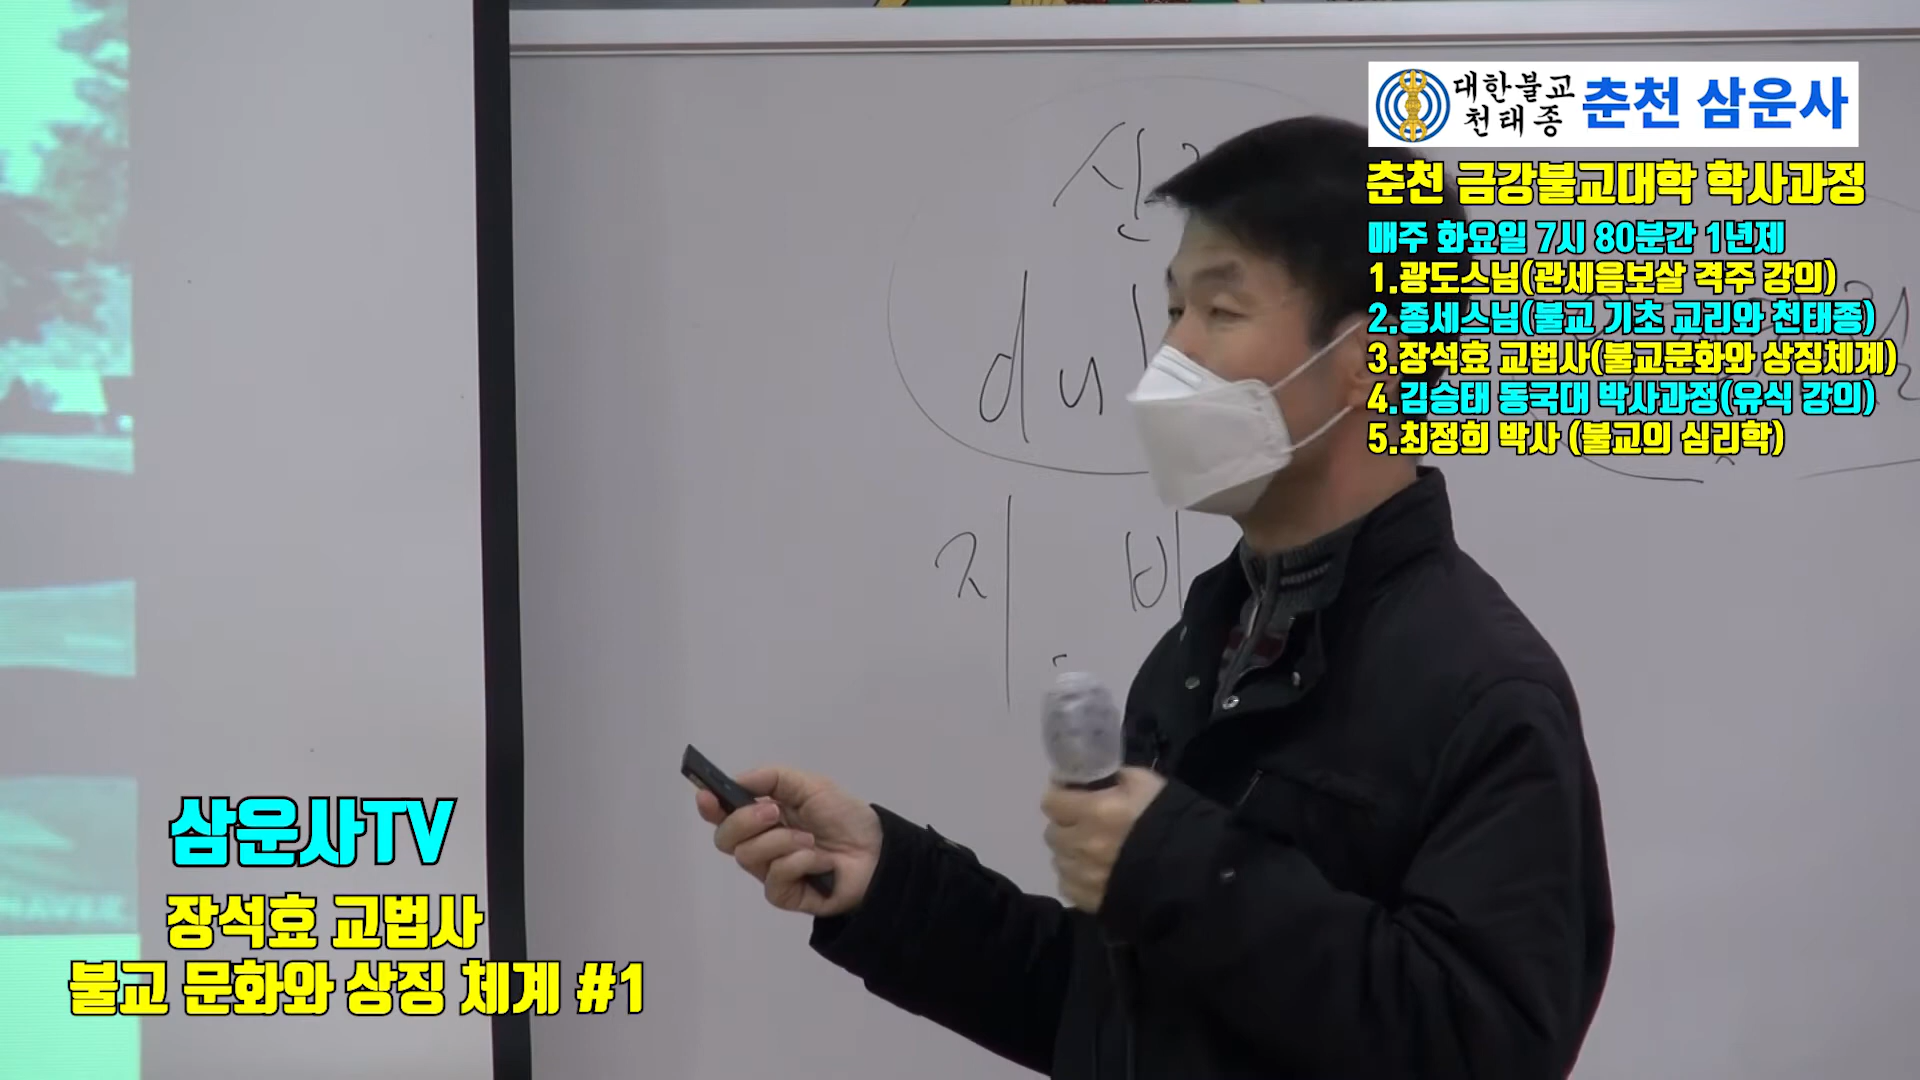 대한불교
천태종
춘천 삼운사
춘천 금강불교대학 학사과정
매주 화요일 7시 80분간 1년제
1.광도스님(관세음보살 격주 강의)
2.종세스님(불교 기초 교리와 천태종)
3.장석효 교법사(불교문화와 상징체계)
4.김승태 동국대 박사과정(유식 강의)
5.최정희 박사 (불교의 심리학)
신
du
지 비
NAVER
삼운사TV
장석효 교법사
불교 문화와 상징 체계 #1